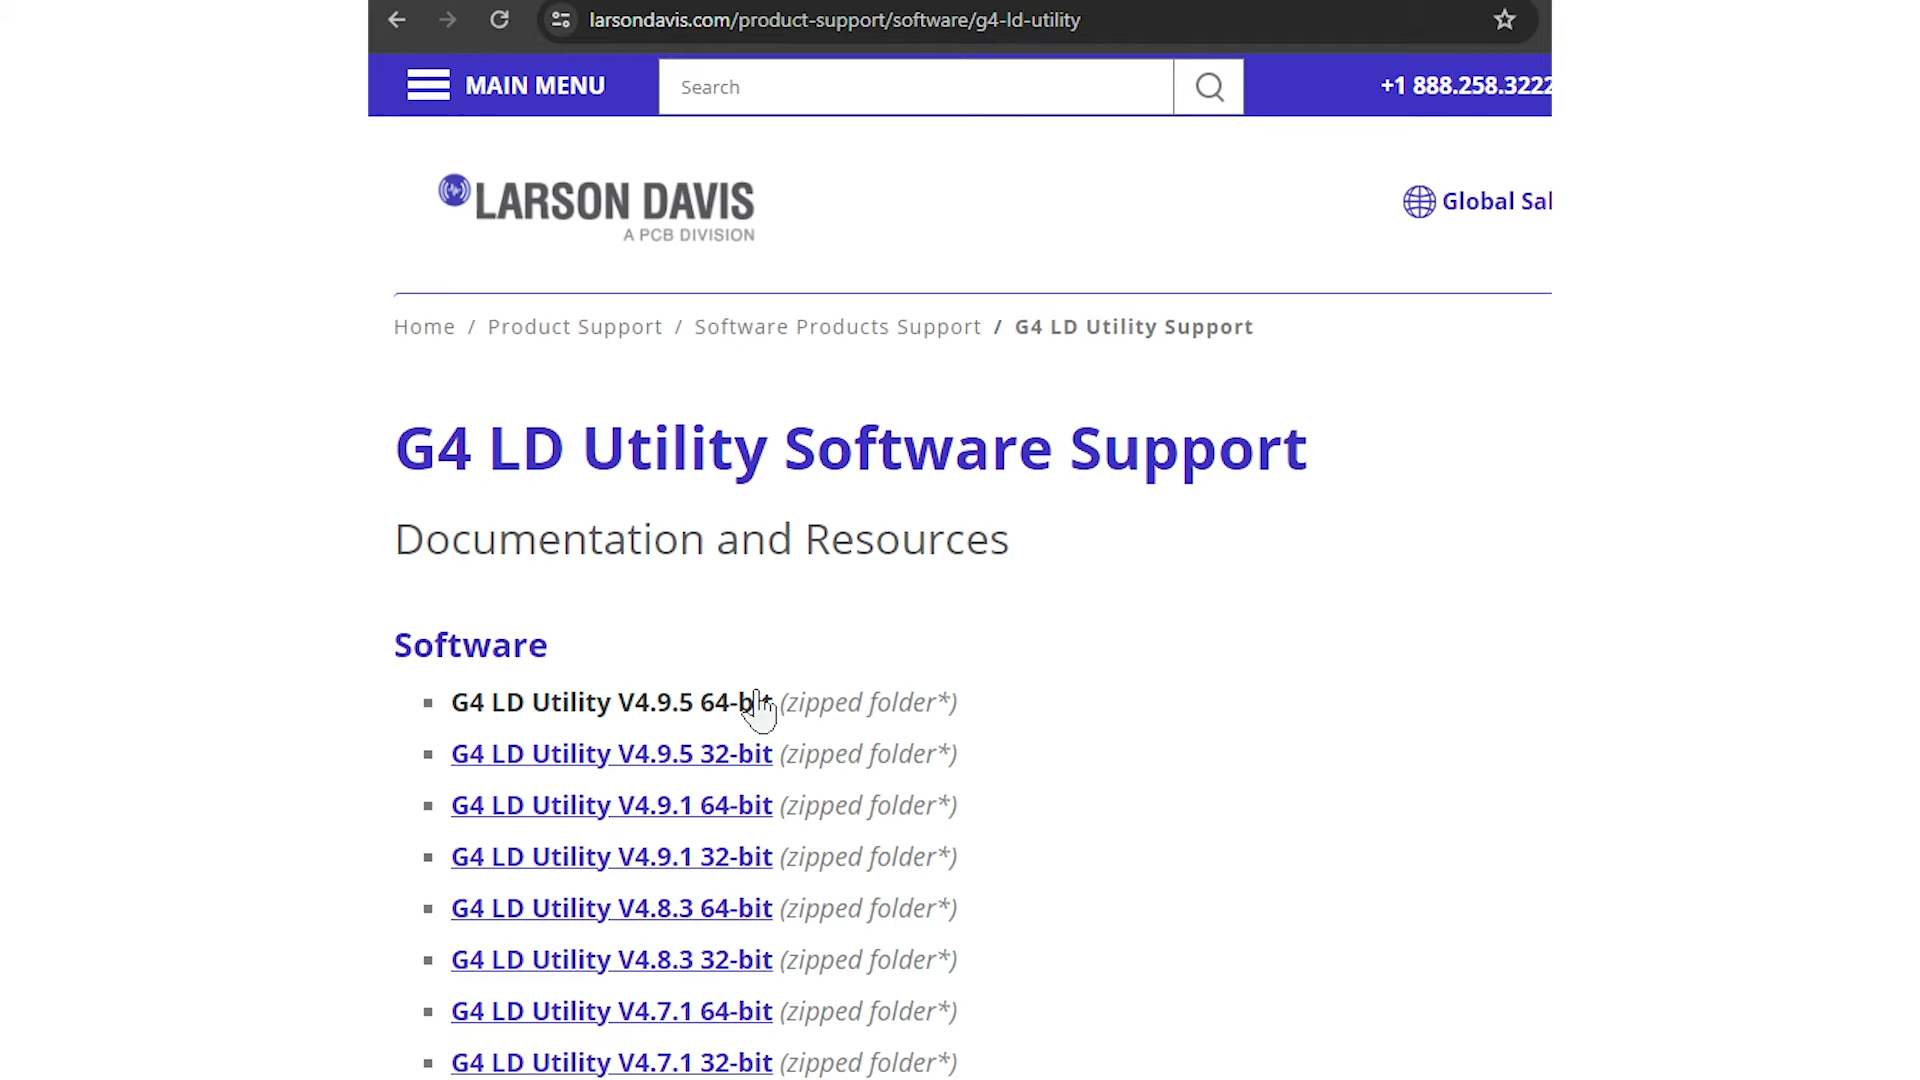 larsondavis.com/product-support/software/g4-ld-utility
MAIN MENU
Search
+1 888.258.3222
LARSON DAVIS
A PCB DIVISION
Global Sal
Home / Product Support / Software Products Support / G4 LD Utility Support
G4 LD Utility Software Support
Documentation and Resources
Software
G4 LD Utility V4.9.5 64-bit (zipped folder*)
G4 LD Utility V4.9.5 32-bit (zipped folder*)
G4 LD Utility V4.9.1 64-bit (zipped folder*)
G4 LD Utility V4.9.1 32-bit (zipped folder*)
G4 LD Utility V4.8.3 64-bit (zipped folder*)
G4 LD Utility V4.8.3 32-bit (zipped folder*)
G4 LD Utility V4.7.1 64-bit (zipped folder*)
G4 LD Utility V4.7.1 32-bit (zipped folder*)